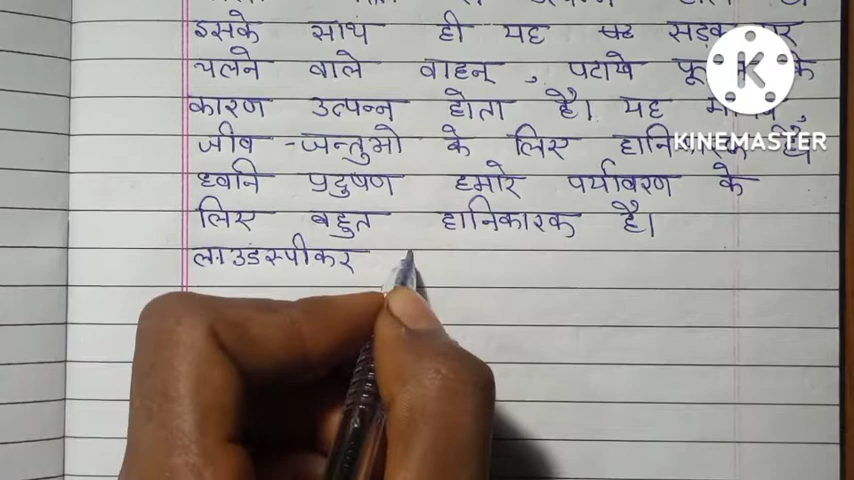 इसके साथ ही यह सड़क पर
चलने वाले वाहन , पटाखे के
कारण उत्पन्न होता है। यह
जीव -जन्तुओ के लिए
ध्वनि प्रदुषण हमारे पर्यावरण के
लिए बहुत हानिकारक है।
लाउडस्पीकर
KINEMASTER